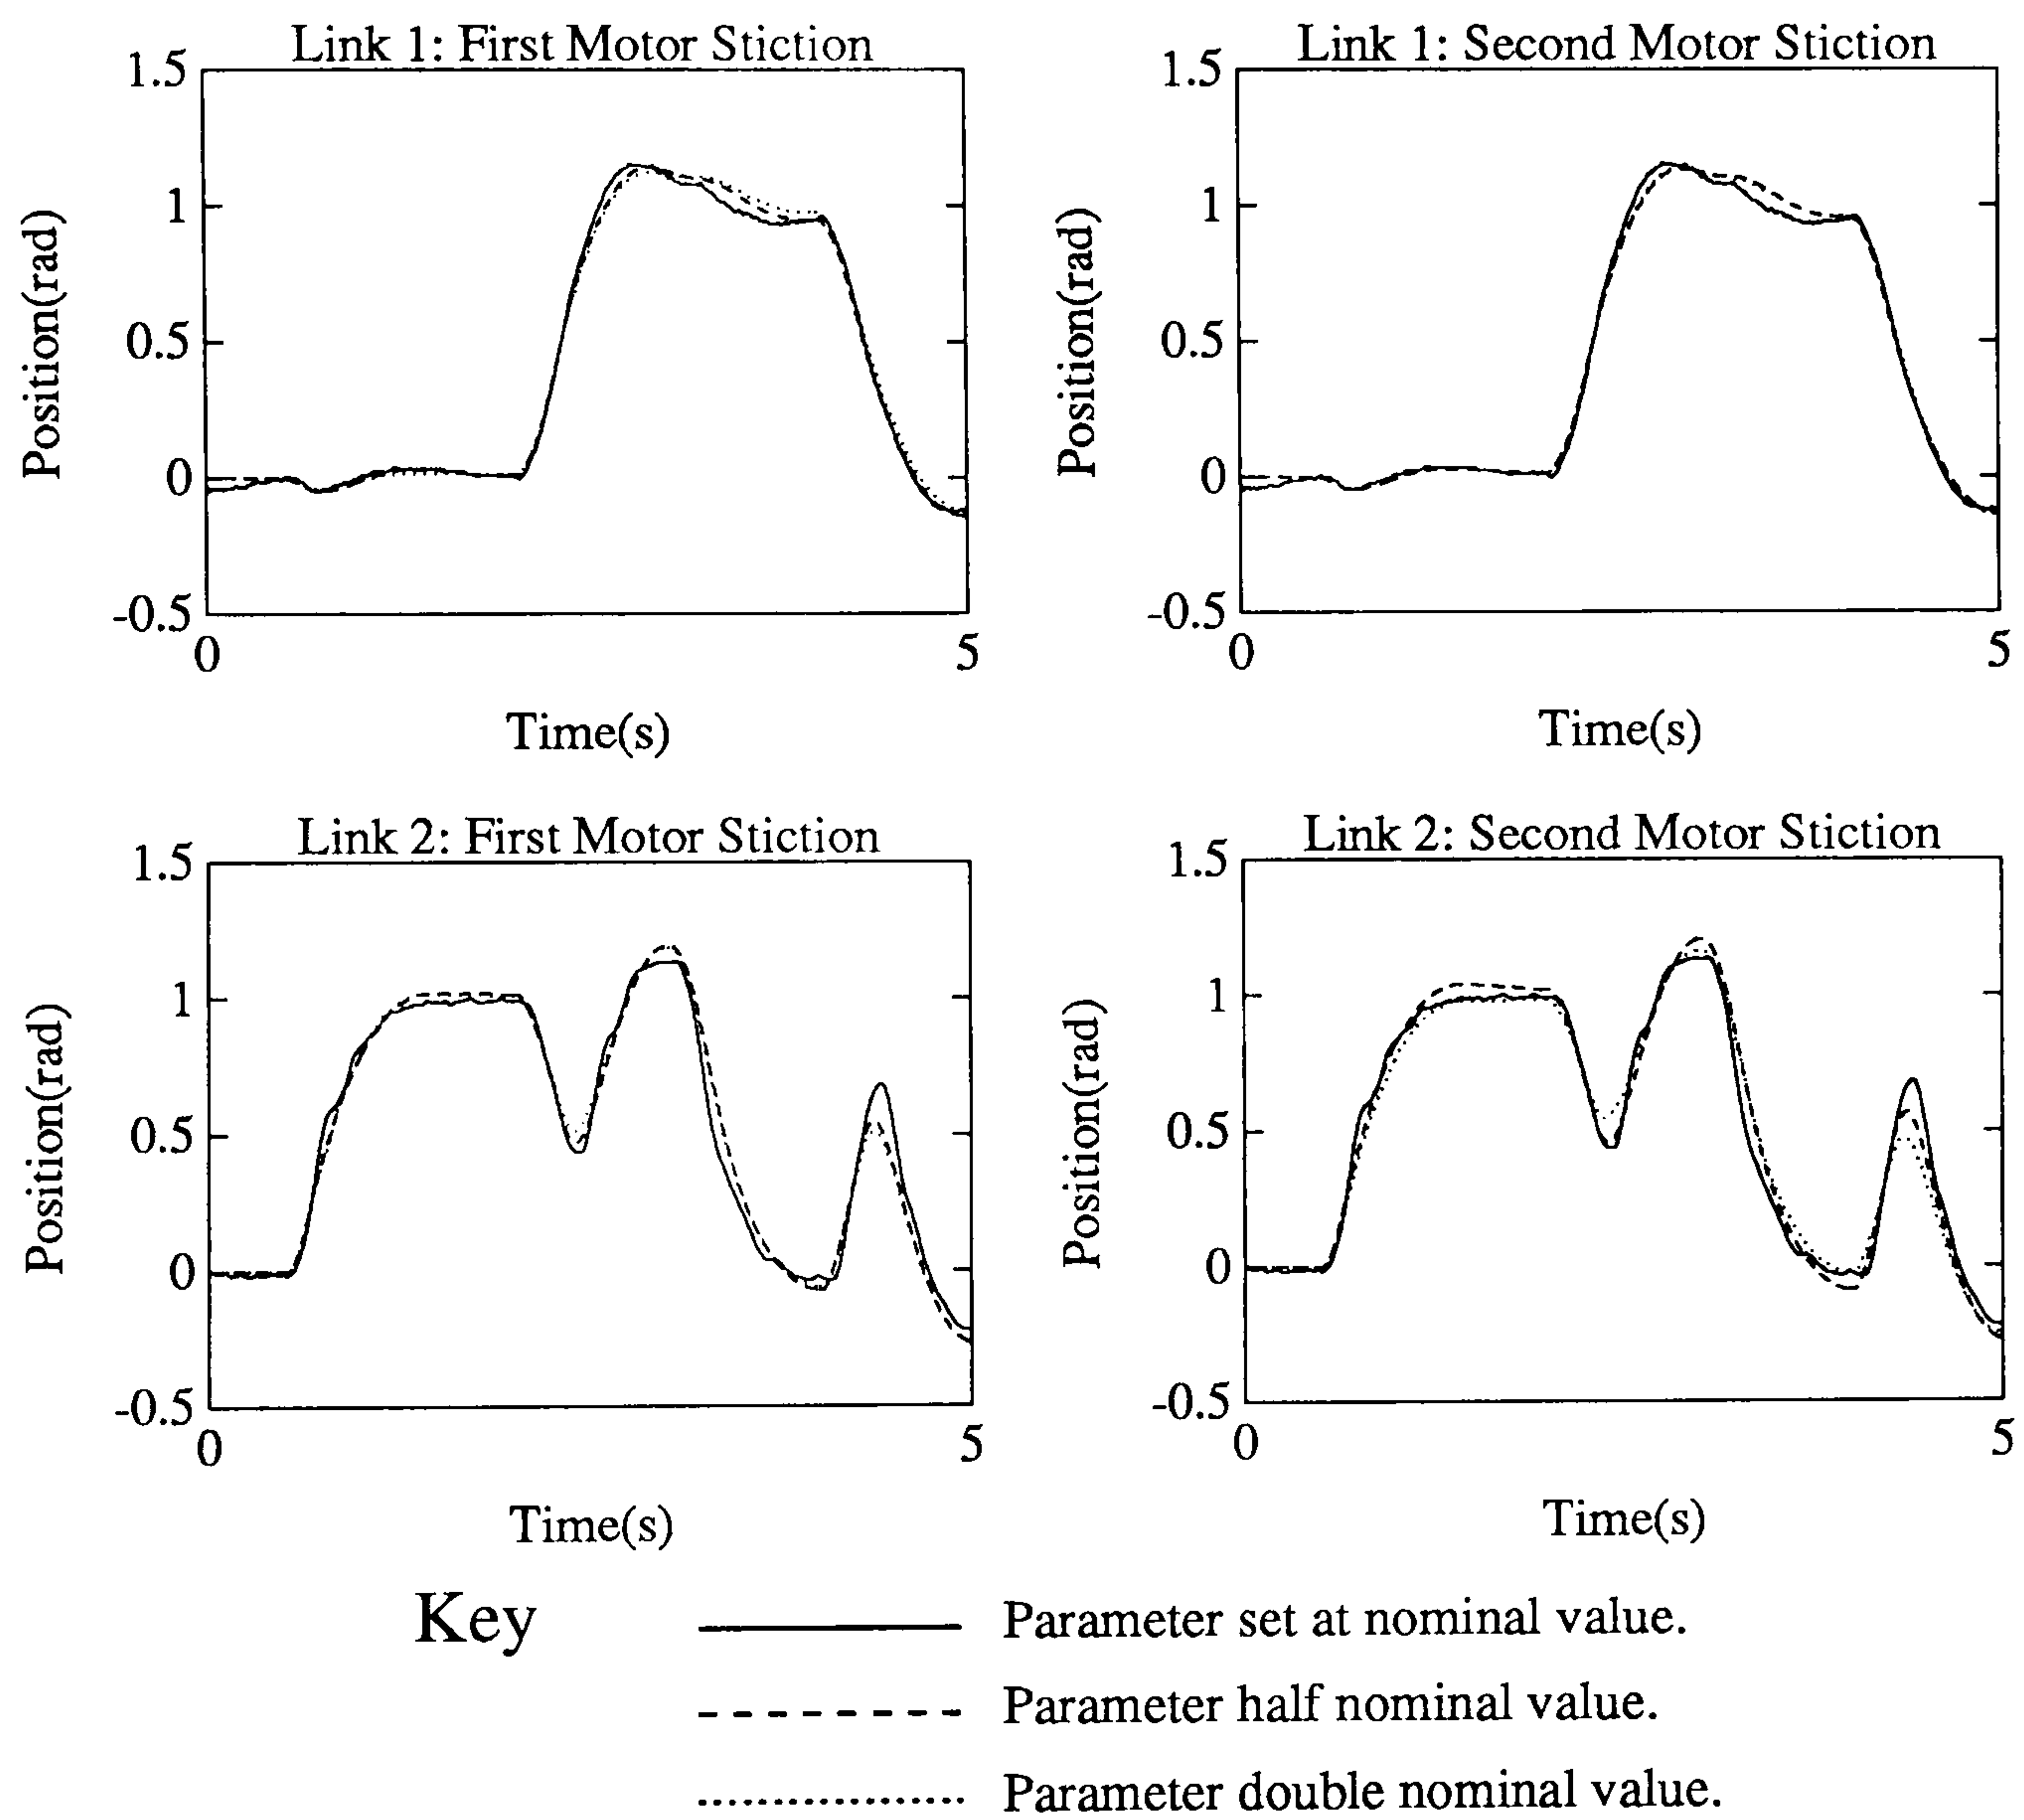 Link 1: First Motor Stiction
1.5
1
0.5
0
-0.5
Position(rad)
0
5
Time(s)
Link 1: Second Motor Stiction
1.5
1
0.5
0
-0.5
Position(rad)
0
5
Time(s)
Link 2: First Motor Stiction
1.5
1
0.5
0
-0.5
Position(rad)
0
5
Time(s)
Link 2: Second Motor Stiction
1.5
1
0.5
0
-0.5
Position(rad)
0
5
Time(s)
Key
Parameter set at nominal value.
Parameter half nominal value.
Parameter double nominal value.